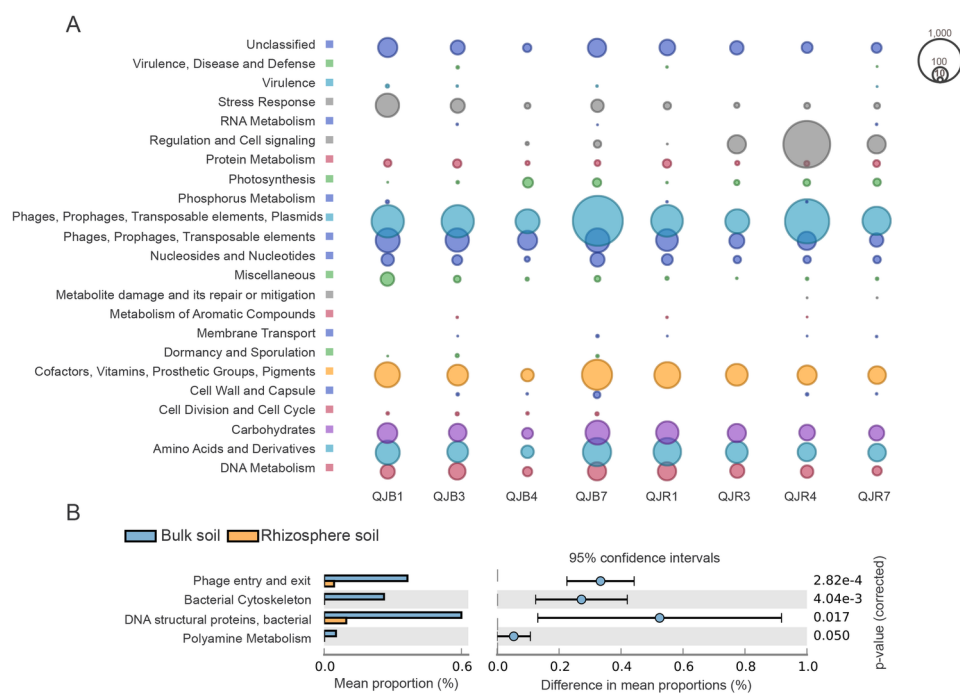 A
Unclassified
Virulence, Disease and Defense
Virulence
Stress Response
RNA Metabolism
Regulation and Cell signaling
Protein Metabolism
Photosynthesis
Phosphorus Metabolism
Phages, Prophages, Transposable elements, Plasmids
Phages, Prophages, Transposable elements
Nucleosides and Nucleotides
Miscellaneous
Metabolite damage and its repair or mitigation
Metabolism of Aromatic Compounds
Membrane Transport
Dormancy and Sporulation
Cofactors, Vitamins, Prosthetic Groups, Pigments
Cell Wall and Capsule
Cell Division and Cell Cycle
Carbohydrates
Amino Acids and Derivatives
DNA Metabolism
1,000
100
10
QJB1 QJB3 QJB4 QJB7 QJR1 QJR3 QJR4 QJR7
B
Bulk soil Rhizosphere soil
95% confidence intervals
Phage entry and exit 2.82e-4
Bacterial Cytoskeleton 4.04e-3
DNA structural proteins, bacterial 0.017
Polyamine Metabolism 0.050
p-value (corrected)
0.0 0.6 0.0 0.2 0.4 0.6 0.8 1.0
Mean proportion (%) Difference in mean proportions (%)